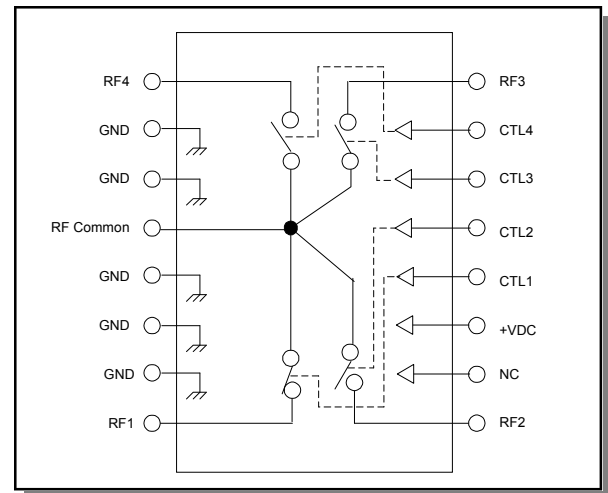 RF4
GND
GND
RF Common
GND
GND
GND
RF1
RF3
CTL4
CTL3
CTL2
CTL1
+VDC
NC
RF2